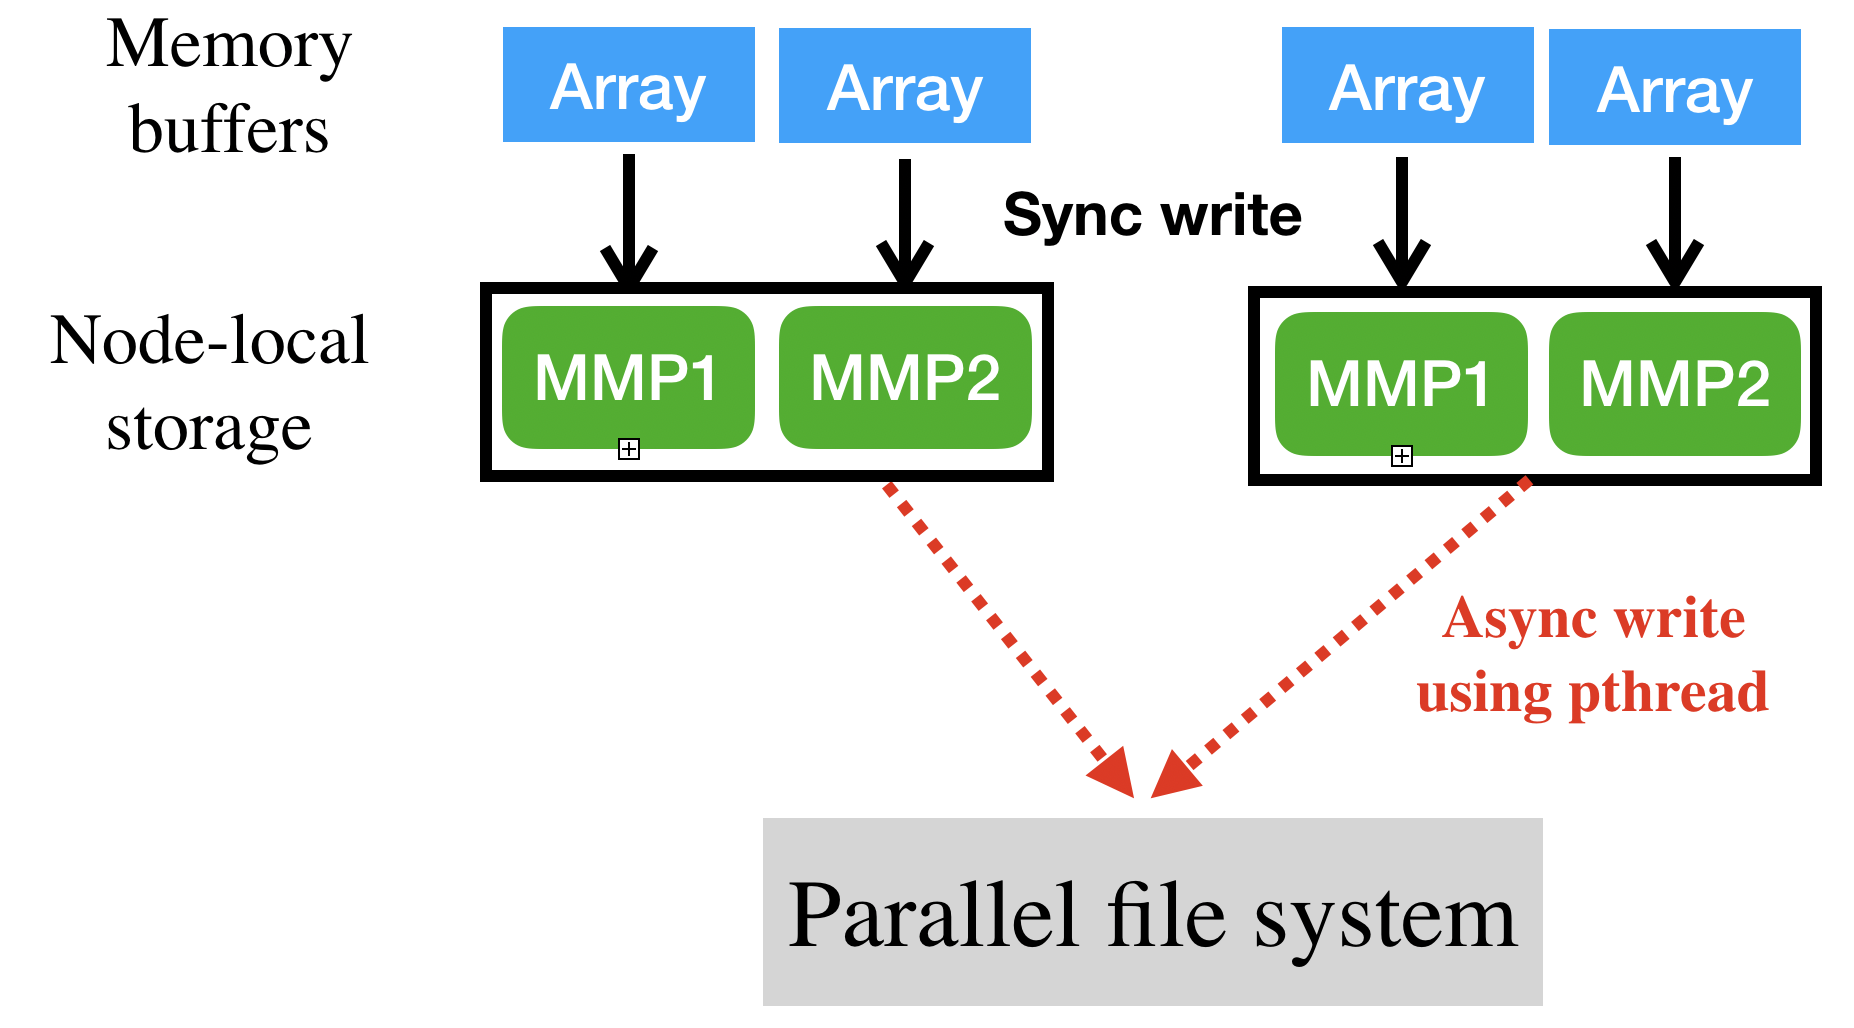 Memory
buffers
Array
Array
Array
Array
Sync write
Node-local
storage
MMP1
MMP2
MMP1
MMP2
Async write
using pthread
Parallel file system